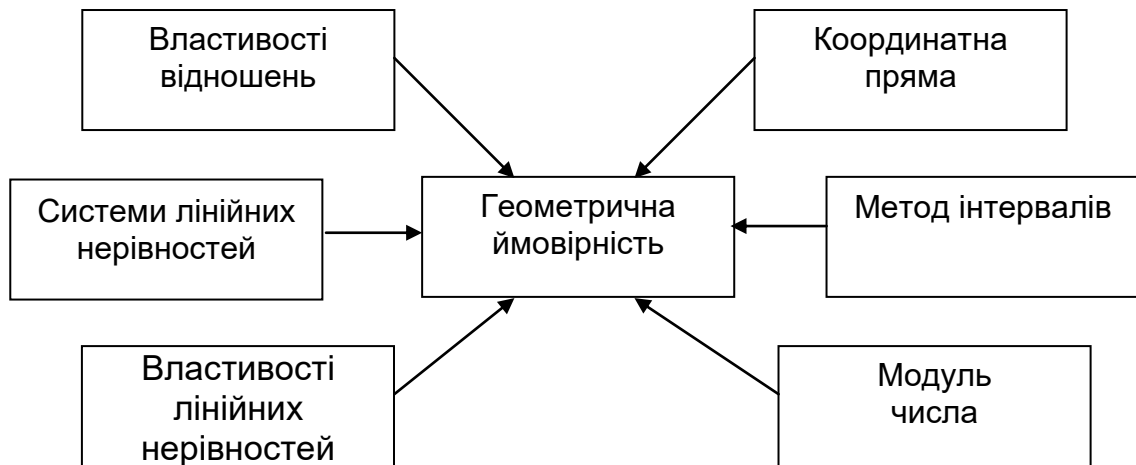 Властивості
відношень
Координатна
пряма
Системи лінійних
нерівностей
Геометрична
ймовірність
Метод інтервалів
Властивості
лінійних
нерівностей
Модуль
числа